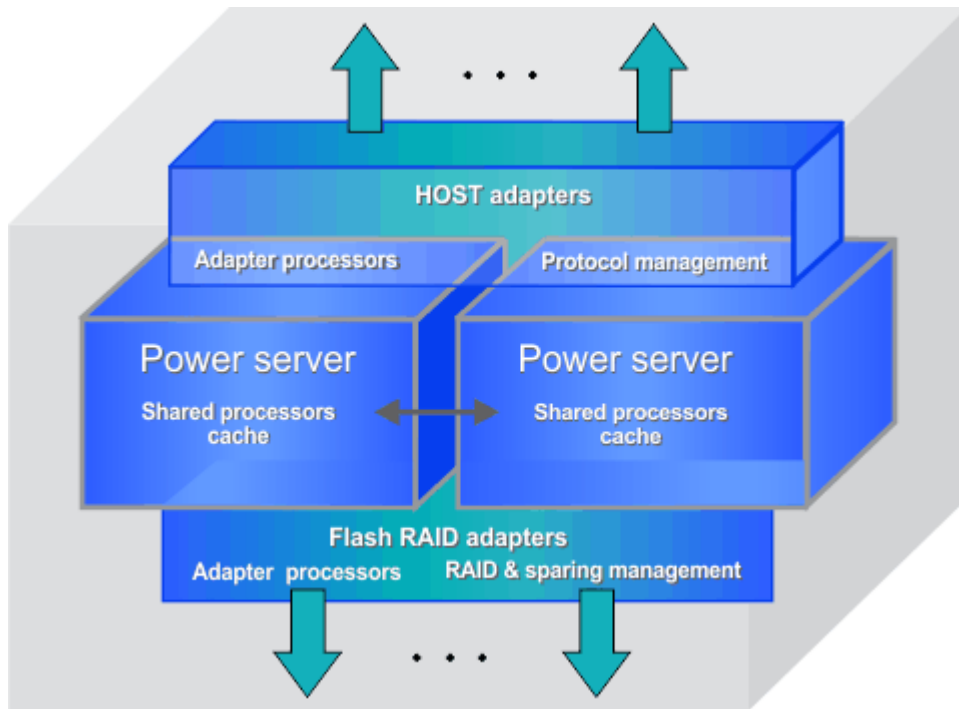 HOST adapters
Adapter processors
Protocol management
Power server
Shared processors
cache
Power server
Shared processors
cache
Flash RAID adapters
Adapter processors
RAID & sparing management